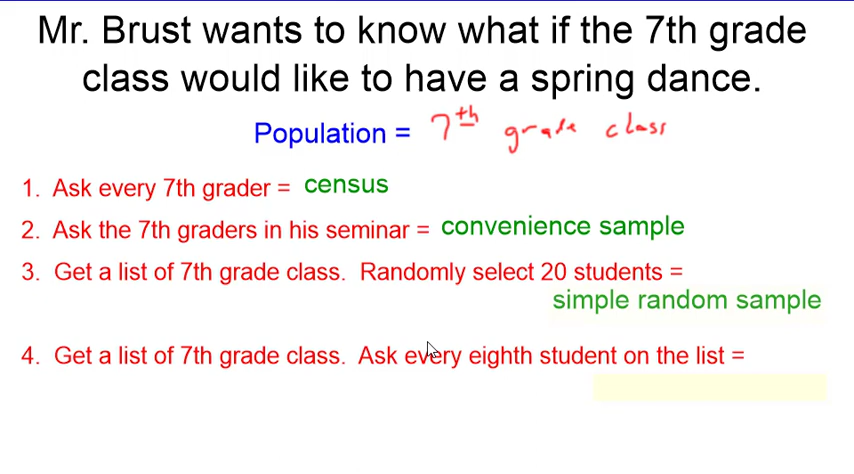 Mr. Brust wants to know what if the 7th grade
class would like to have a spring dance.
Population = 7th grade class
1. Ask every 7th grader = census
2. Ask the 7th graders in his seminar = convenience sample
3. Get a list of 7th grade class. Randomly select 20 students =
simple random sample
4. Get a list of 7th grade class. Ask every eighth student on the list =